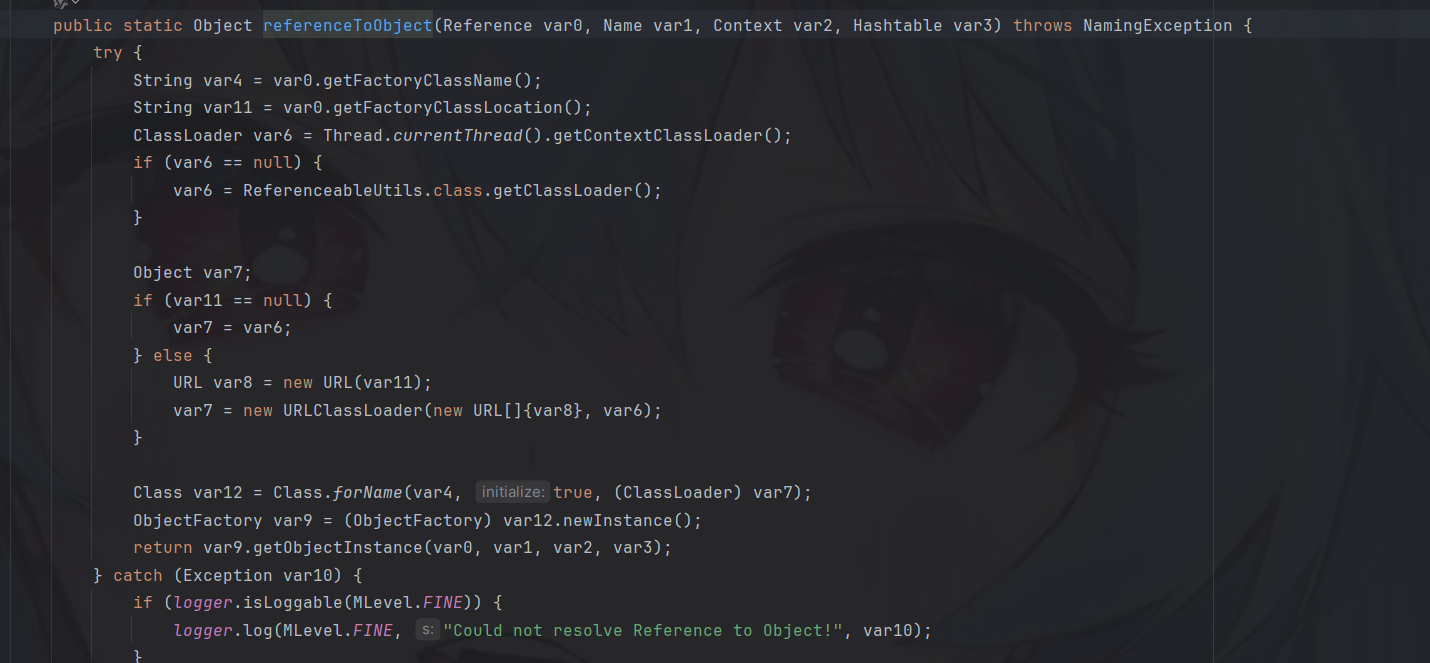 public static Object referenceToObject(Reference var0, Name var1, Context var2, Hashtable var3) throws NamingException {
    try {
        String var4 = var0.getFactoryClassName();
        String var11 = var0.getFactoryClassLocation();
        ClassLoader var6 = Thread.currentThread().getContextClassLoader();
        if (var6 == null) {
            var6 = ReferenceableUtils.class.getClassLoader();
        }

        Object var7;
        if (var11 == null) {
            var7 = var6;
        } else {
            URL var8 = new URL(var11);
            var7 = new URLClassLoader(new URL[]{var8}, var6);
        }

        Class var12 = Class.forName(var4, initialize: true, (ClassLoader) var7);
        ObjectFactory var9 = (ObjectFactory) var12.newInstance();
        return var9.getObjectInstance(var0, var1, var2, var3);
    } catch (Exception var10) {
        if (logger.isLoggable(MLevel.FINE)) {
            logger.log(MLevel.FINE, s: "Could not resolve Reference to Object!", var10);
        }